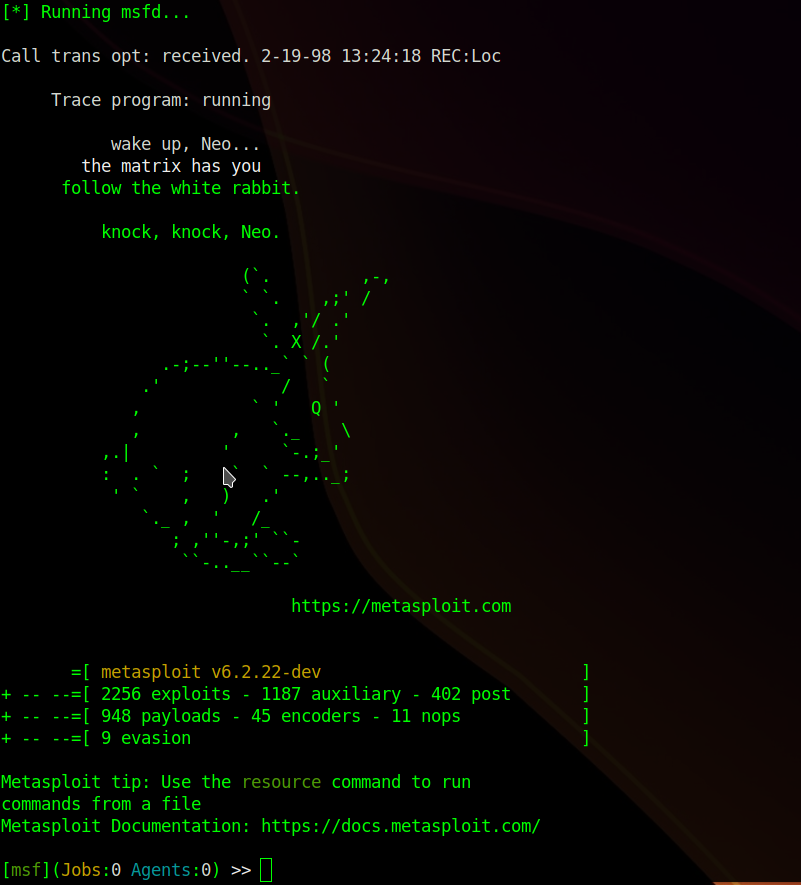 [*] Running msfd...
Call trans opt: received. 2-19-98 13:24:18 REC:Loc
Trace program: running
wake up, Neo...
the matrix has you
follow the white rabbit.
knock, knock, Neo.
https://metasploit.com
=[ metasploit v6.2.22-dev ]
+ -- --=[ 2256 exploits - 1187 auxiliary - 402 post ]
+ -- --=[ 948 payloads - 45 encoders - 11 nops ]
+ -- --=[ 9 evasion ]
Metasploit tip: Use the resource command to run
commands from a file
Metasploit Documentation: https://docs.metasploit.com/
[msf](Jobs:0 Agents:0) >>